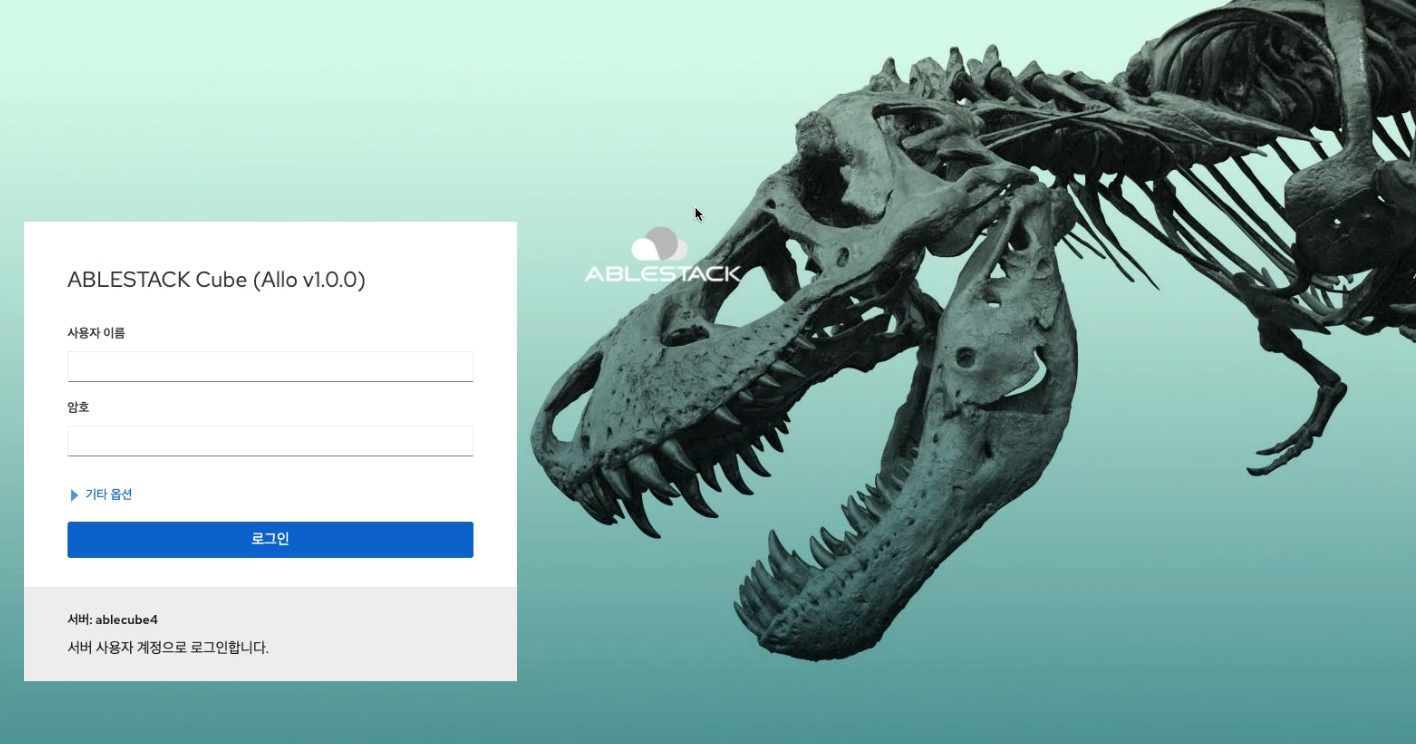 ABLESTACK Cube (Allo v1.0.0)
사용자 이름
암호
기타 옵션
로그인
서버: ablecube4
서버 사용자 계정으로 로그인합니다.
ABLESTACK